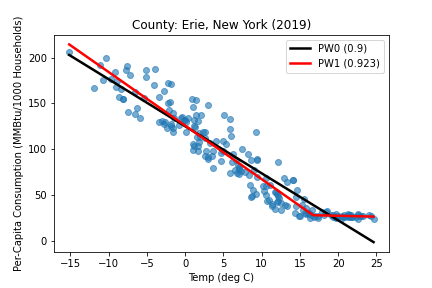 County: Erie, New York (2019)
PW0 (0.9)
PW1 (0.923)
Per-Capita Consumption (MMBtu/1000 Households)
200
150
100
50
0
−15 −10 −5 0 5 10 15 20 25
Temp (deg C)